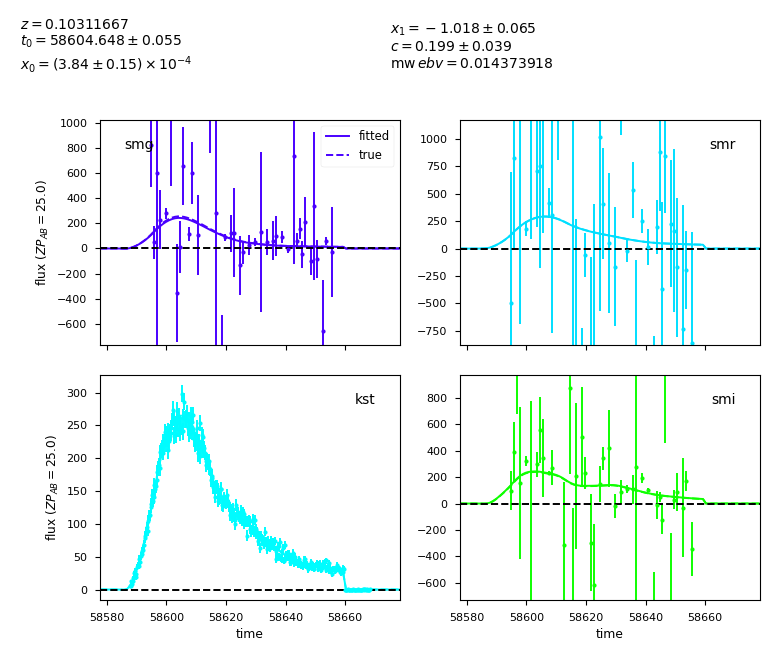 z = 0.10311667
t0 = 58604.648 ± 0.055
x0 = (3.84 ± 0.15) × 10^−4
x1 = −1.018 ± 0.065
c = 0.199 ± 0.039
mw ebv = 0.014373918
smg
fitted
true
1000
800
600
400
200
0
−200
−400
−600
flux (ZP_AB = 25.0)
smr
1000
750
500
250
0
−250
−500
−750
kst
300
250
200
150
100
50
0
flux (ZP_AB = 25.0)
58580 58600 58620 58640 58660
time
smi
800
600
400
200
0
−200
−400
−600
58580 58600 58620 58640 58660
time